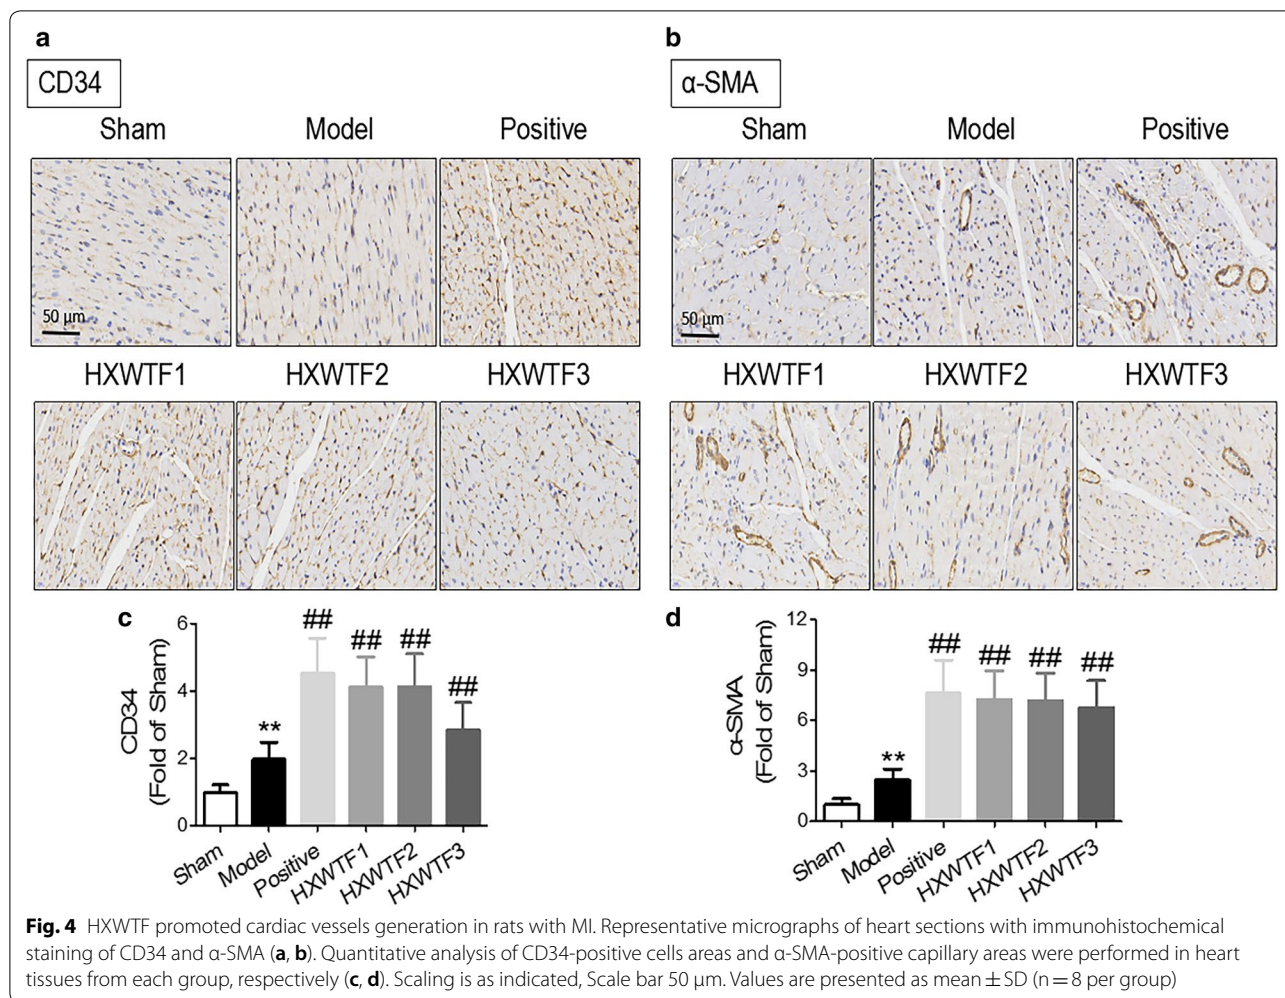 a
CD34
Sham Model Positive
50 µm
HXWTF1 HXWTF2 HXWTF3
b
α-SMA
Sham Model Positive
50 µm
HXWTF1 HXWTF2 HXWTF3
c
CD34
(Fold of Sham)
6
4
2
0
**
##
##
##
##
Sham
Model
Positive
HXWTF1
HXWTF2
HXWTF3
d
α-SMA
(Fold of Sham)
12
9
6
3
0
**
##
##
##
##
Sham
Model
Positive
HXWTF1
HXWTF2
HXWTF3
Fig. 4 HXWTF promoted cardiac vessels generation in rats with MI. Representative micrographs of heart sections with immunohistochemical
staining of CD34 and α-SMA (a, b). Quantitative analysis of CD34-positive cells areas and α-SMA-positive capillary areas were performed in heart
tissues from each group, respectively (c, d). Scaling is as indicated, Scale bar 50 µm. Values are presented as mean ± SD (n = 8 per group)